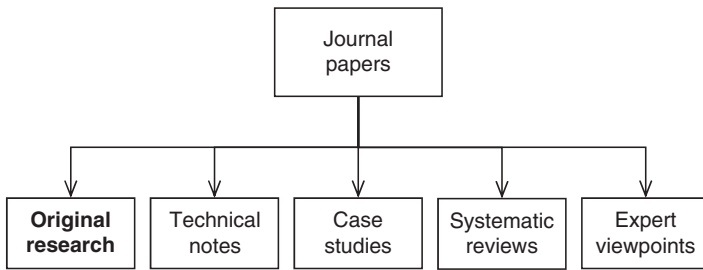 Journal
papers
Original
research
Technical
notes
Case
studies
Systematic
reviews
Expert
viewpoints